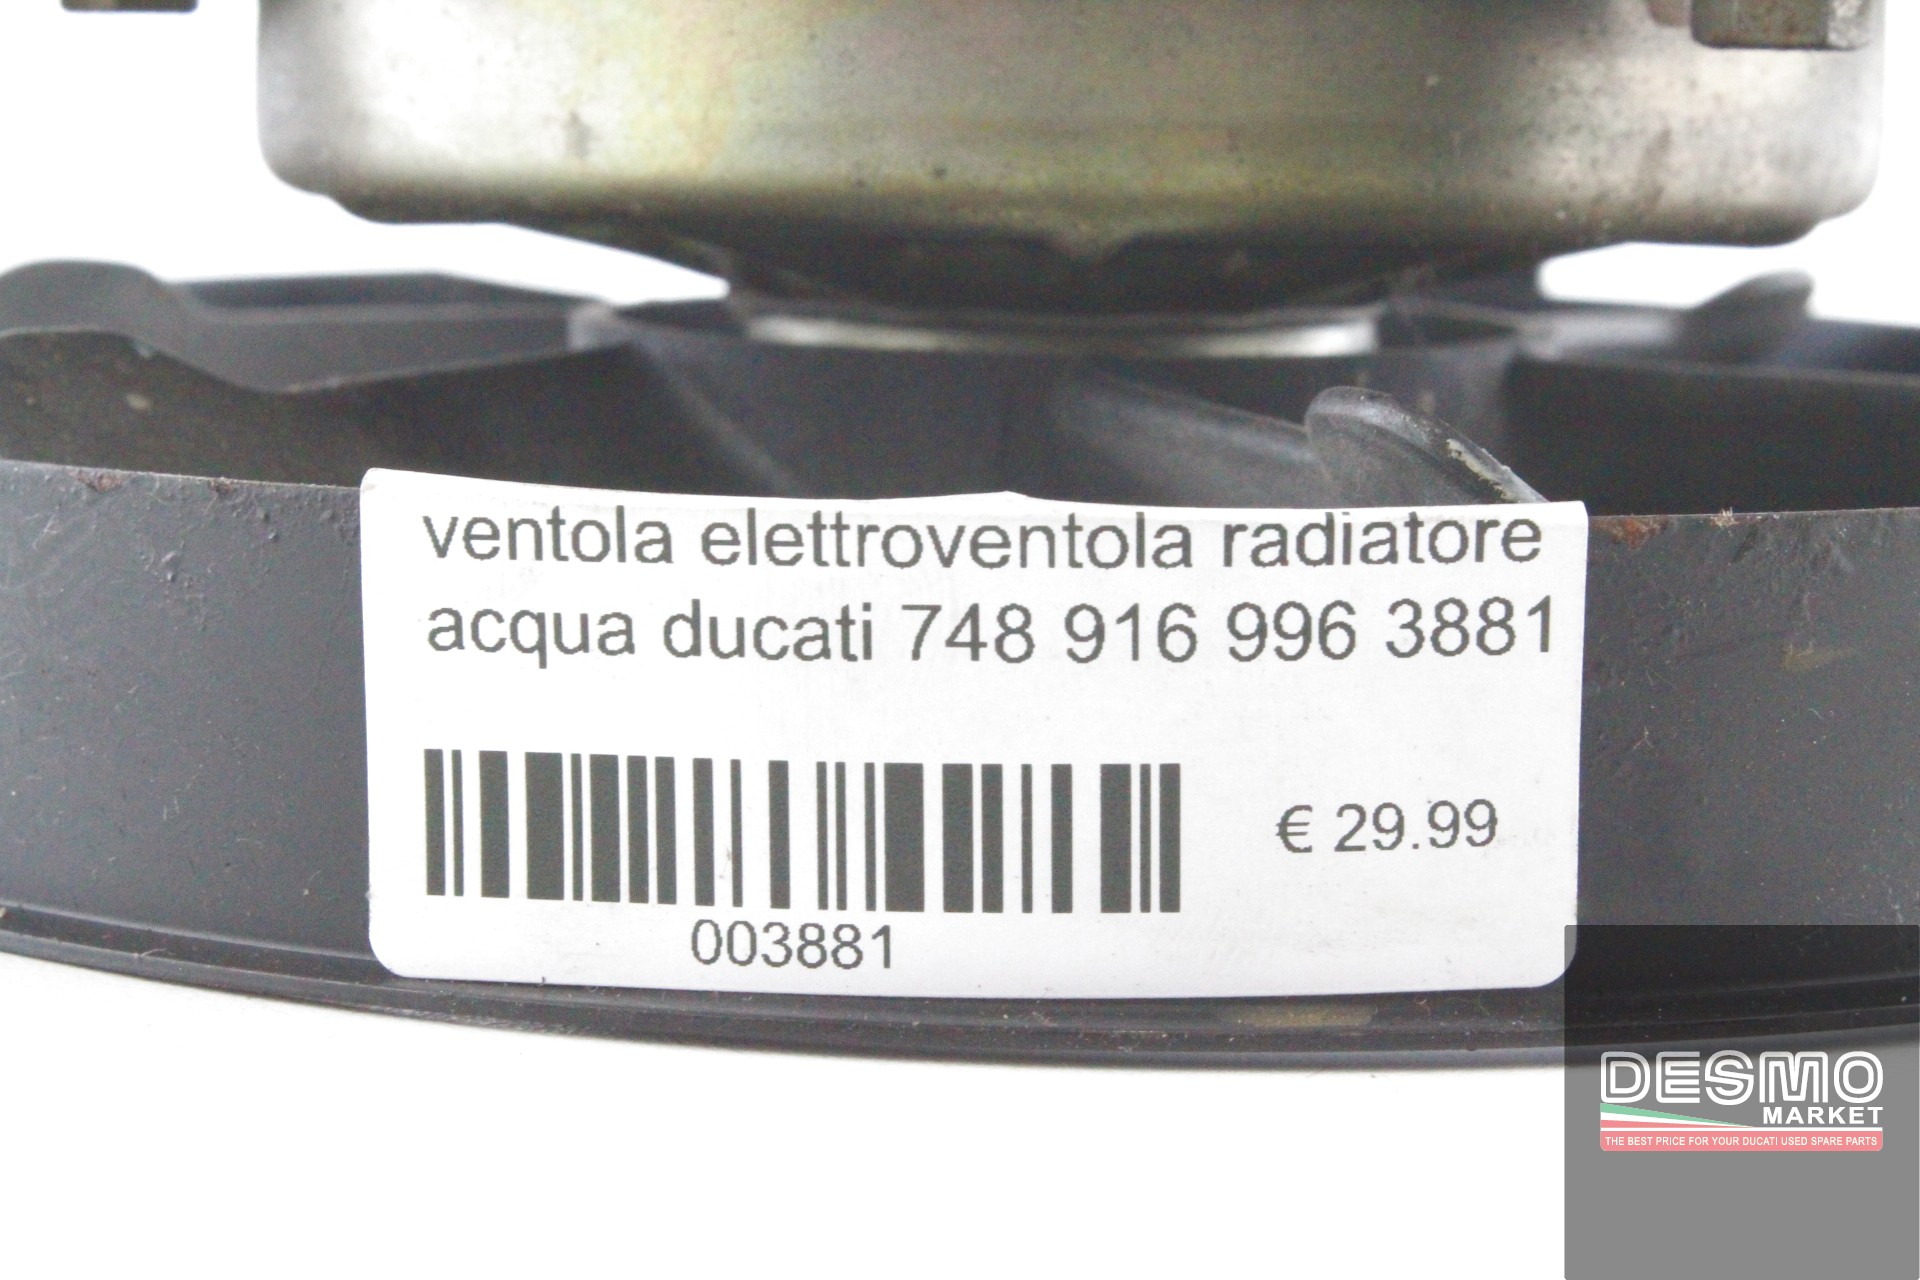 ventola elettroventola radiatore
acqua ducati 748 916 996 3881
€ 29.99
003881
DESMO
MARKET
THE BEST PRICE FOR YOUR DUCATI USED SPARE PARTS